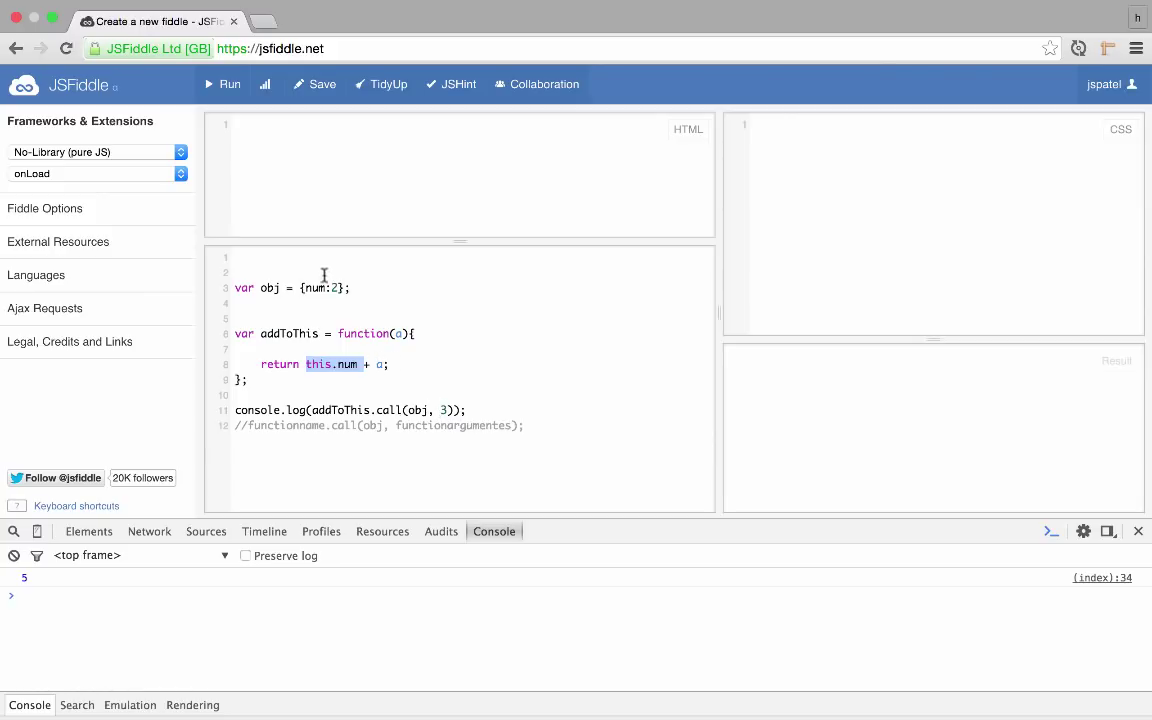 Create a new fiddle - JSFi
h
JSFiddle Ltd [GB] https://jsfiddle.net
JSFiddle
Run
Save
TidyUp
JSHint
Collaboration
jspatel
Frameworks & Extensions
No-Library (pure JS)
onLoad
Fiddle Options
External Resources
Languages
Ajax Requests
Legal, Credits and Links
Follow @jsfiddle
20K followers
? Keyboard shortcuts
1
HTML
1
CSS
1
2
3 var obj = {num:2};
4
5
6 var addToThis = function(a){
7
8 return this.num + a;
9 };
10
11 console.log(addToThis.call(obj, 3));
12 //functionname.call(obj, functionargumentes);
Result
Elements Network Sources Timeline Profiles Resources Audits Console
<top frame> Preserve log
5 (index):34
>
Console Search Emulation Rendering